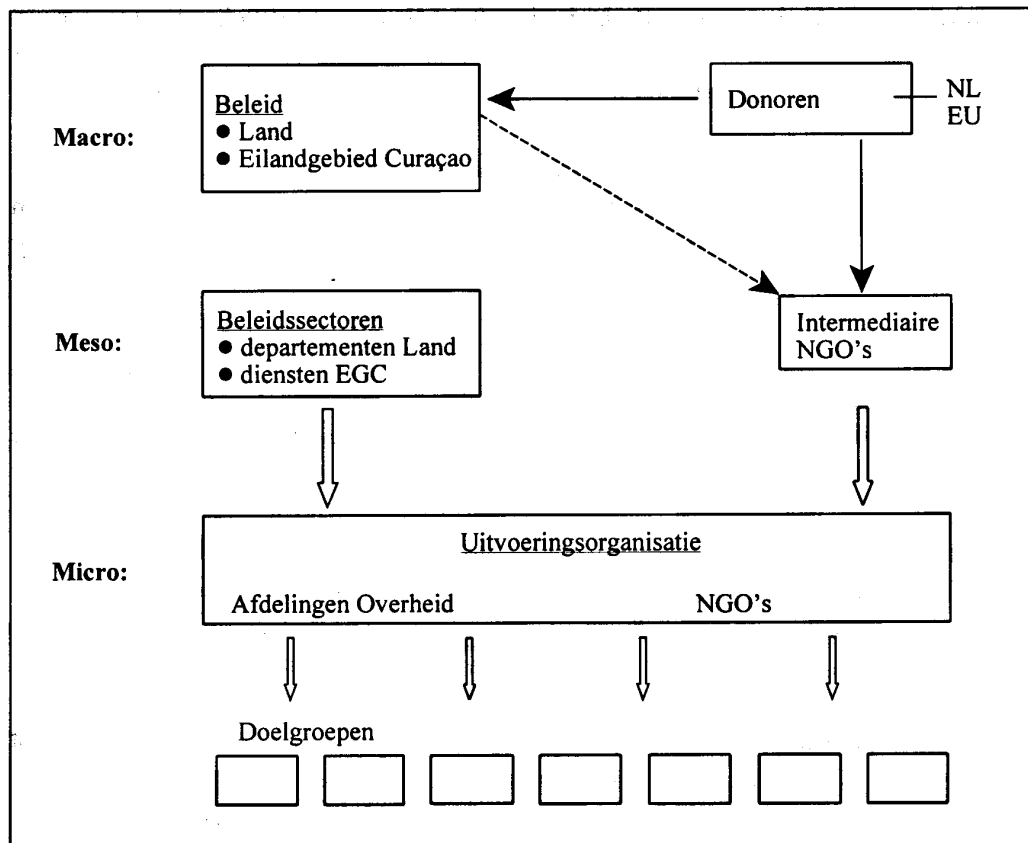 Macro:
Beleid
● Land
● Eilandgebied Curaçao
Donoren
NL
EU
Meso:
Beleidssectoren
● departementen Land
● diensten EGC
Intermediaire
NGO's
Micro:
Uitvoeringsorganisatie
Afdelingen Overheid
NGO's
Doelgroepen